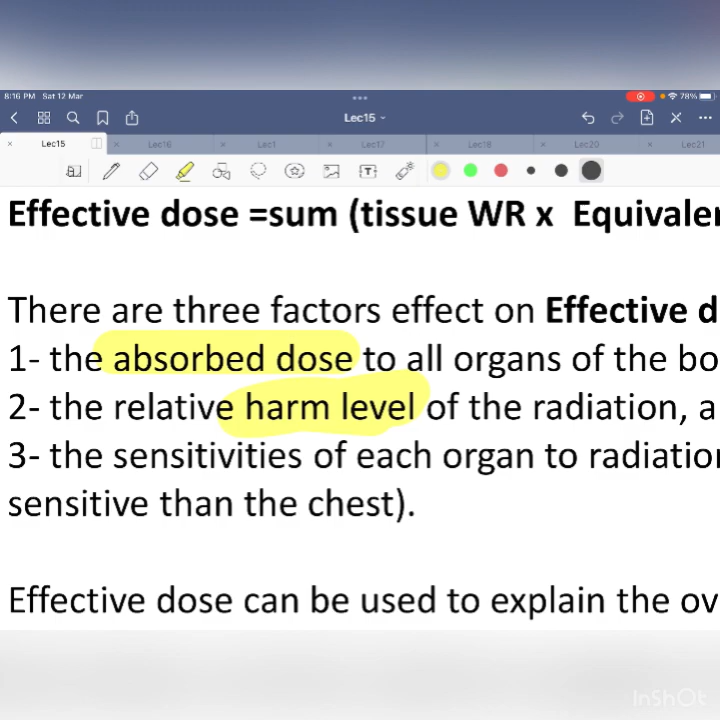 8:16 PM Sat 12 Mar
78%
Lec15
Lec15
Lec16
Lec1
Lec17
Lec18
Lec20
Lec21
T
Effective dose =sum (tissue WR x Equivaler
There are three factors effect on Effective d
1- the absorbed dose to all organs of the bo
2- the relative harm level of the radiation, a
3- the sensitivities of each organ to radiation
sensitive than the chest).
Effective dose can be used to explain the ov
InShOt